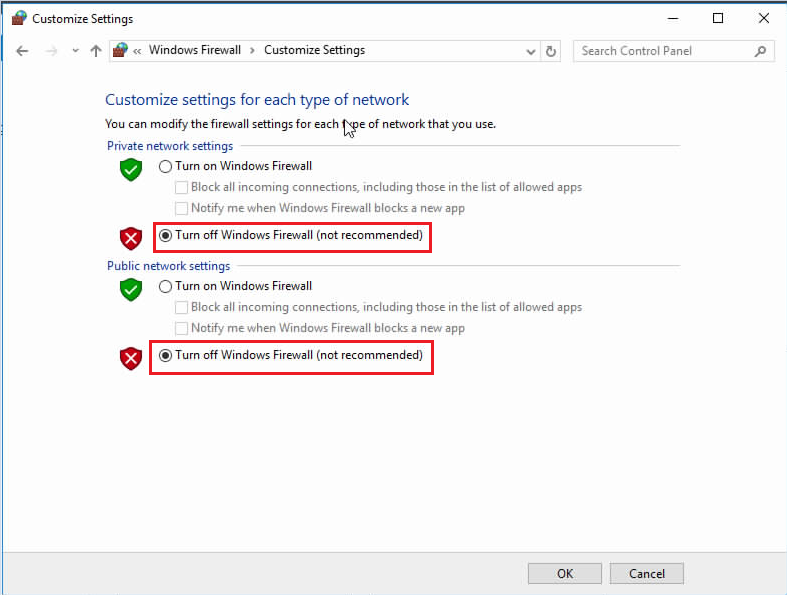 Customize Settings
« Windows Firewall > Customize Settings
Search Control Panel
Customize settings for each type of network
You can modify the firewall settings for each type of network that you use.
Private network settings
Turn on Windows Firewall
Block all incoming connections, including those in the list of allowed apps
Notify me when Windows Firewall blocks a new app
Turn off Windows Firewall (not recommended)
Public network settings
Turn on Windows Firewall
Block all incoming connections, including those in the list of allowed apps
Notify me when Windows Firewall blocks a new app
Turn off Windows Firewall (not recommended)
OK
Cancel